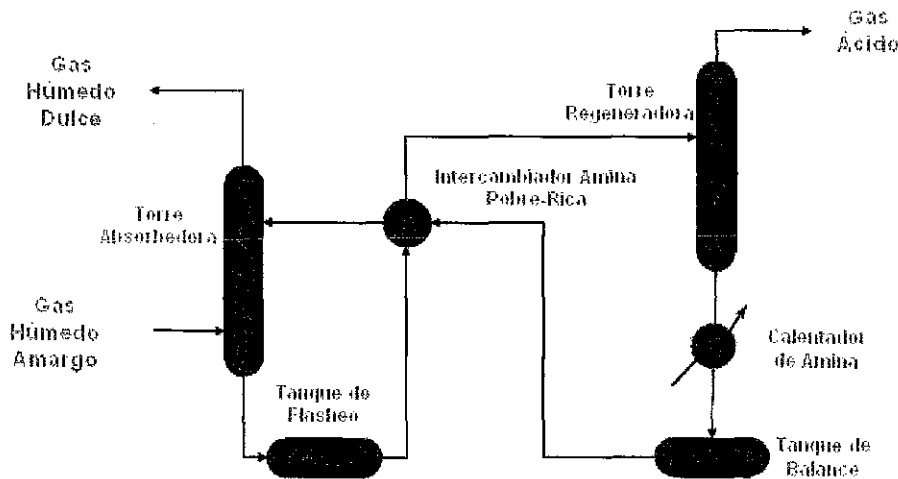 Gas
Húmedo
Dulce
Torre
Absorbedora
Gas
Húmedo
Amargo
Tanque de
Flasheo
Intercambiador Amina
Pobre-Rica
Torre
Regeneradora
Gas
Ácido
Calentador
de Amina
Tanque de
Balance